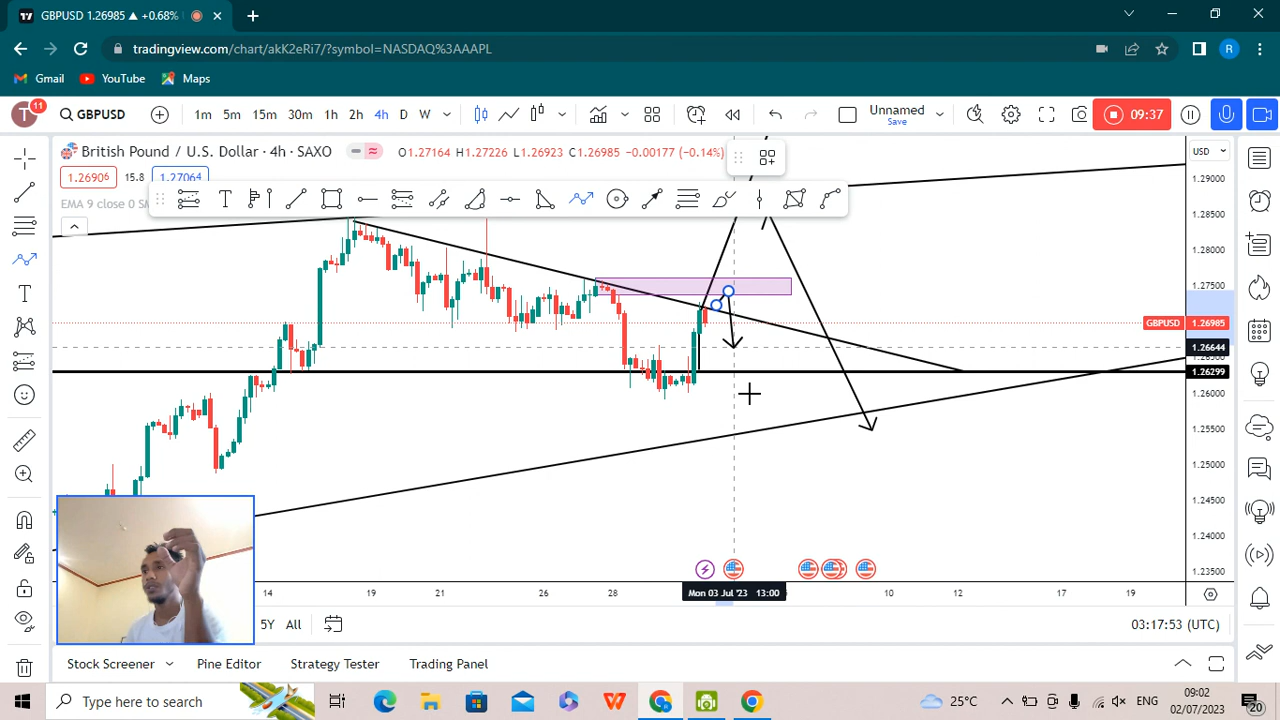 GBPUSD 1.26985 ▲ +0.68%
tradingview.com/chart/akK2eRi7/?symbol=NASDAQ%3AAAPL
R
Gmail
YouTube
Maps
T
11
GBPUSD
1m 5m 15m 30m 1h 2h 4h D W
Unnamed
Save
09:37
British Pound / U.S. Dollar · 4h · SAXO
O1.27164 H1.27226 L1.26923 C1.26985 −0.00177 (−0.14%)
USD
1.26906
15.8
1.27064
EMA 9 close 0 SM
1.29000
1.28500
1.28000
1.27500
GBPUSD 1.26985
1.26644
1.26299
1.26000
1.25500
1.25000
1.24500
1.24000
1.23500
14 19 21 26 28
Mon 03 Jul '23 13:00
10 12 17 19
5Y All
03:17:53 (UTC)
Stock Screener
Pine Editor
Strategy Tester
Trading Panel
Type here to search
25°C
ENG
09:02
02/07/2023
20